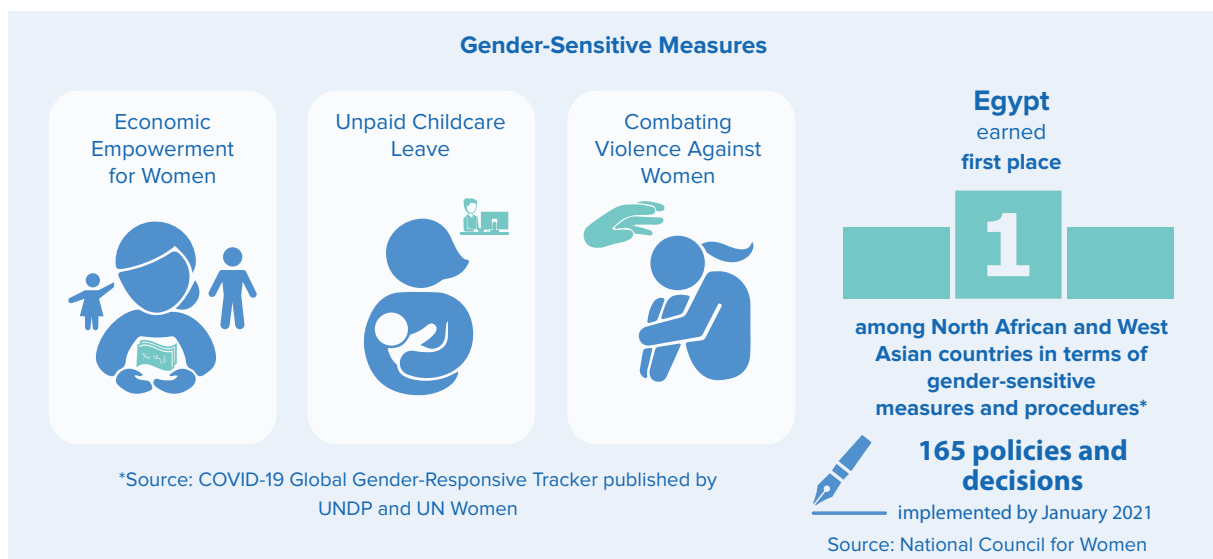 Gender-Sensitive Measures
Economic
Empowerment
for Women
Unpaid Childcare
Leave
Combating
Violence Against
Women
Egypt
earned
first place
1
among North African and West
Asian countries in terms of
gender-sensitive
measures and procedures*
165 policies and
decisions
implemented by January 2021
Source: National Council for Women
*Source: COVID-19 Global Gender-Responsive Tracker published by
UNDP and UN Women